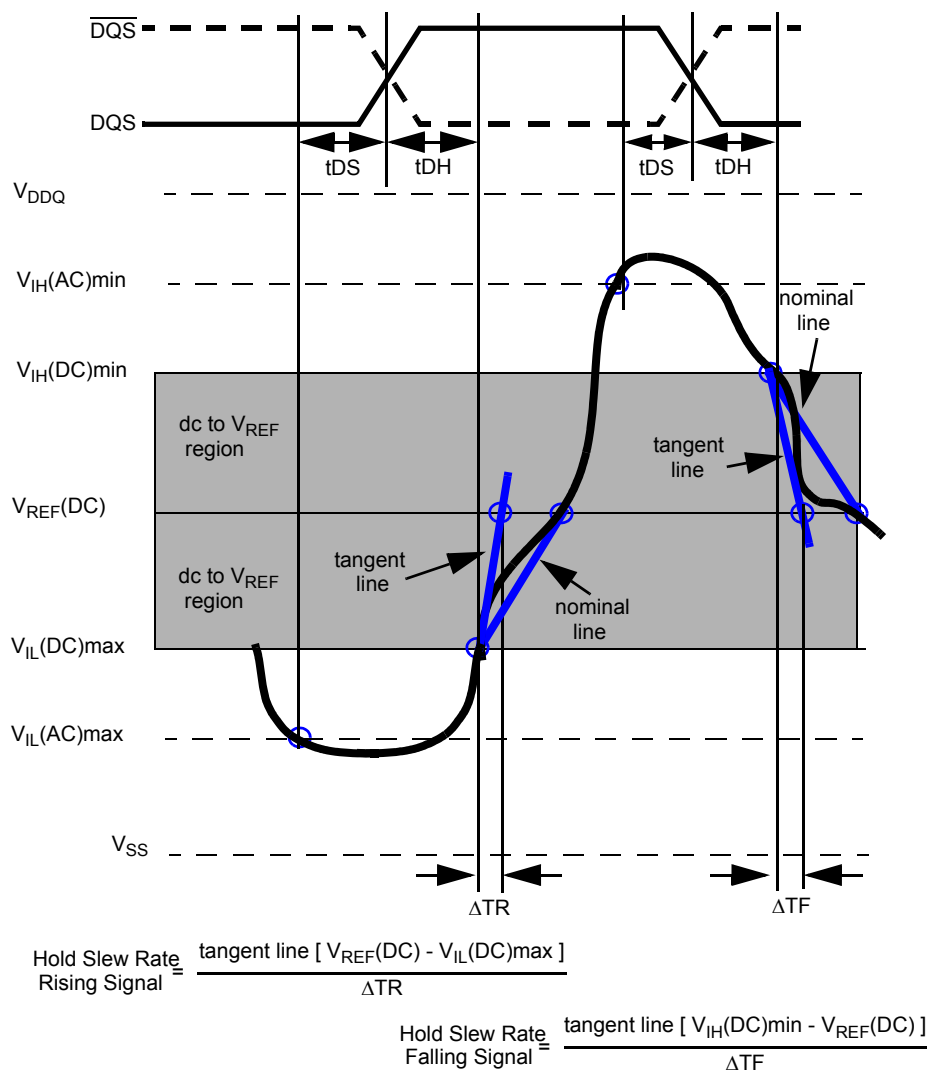 DQS
DQS
tDS tDH tDS tDH
VDDQ
VIH(AC)min
nominal
line
VIH(DC)min
dc to VREF
region
tangent
line
VREF(DC)
tangent
line
dc to VREF
region
nominal
line
VIL(DC)max
VIL(AC)max
VSS
ΔTR ΔTF
Hold Slew Rate
Rising Signal = tangent line [ VREF(DC) - VIL(DC)max ]
ΔTR
Hold Slew Rate
Falling Signal = tangent line [ VIH(DC)min - VREF(DC) ]
ΔTF